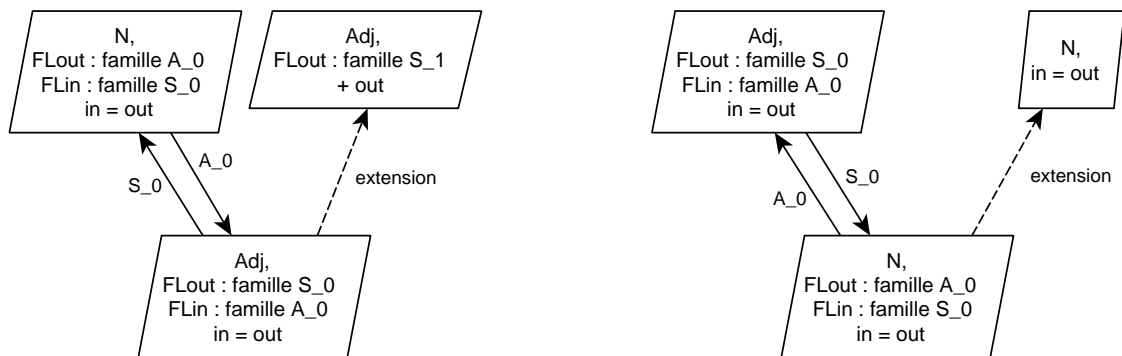 N,
FLout : famille A_0
FLin : famille S_0
in = out
Adj,
FLout : famille S_1
+ out
A_0
S_0
extension
Adj,
FLout : famille S_0
FLin : famille A_0
in = out
Adj,
FLout : famille S_0
FLin : famille A_0
in = out
N,
in = out
S_0
A_0
extension
N,
FLout : famille A_0
FLin : famille S_0
in = out